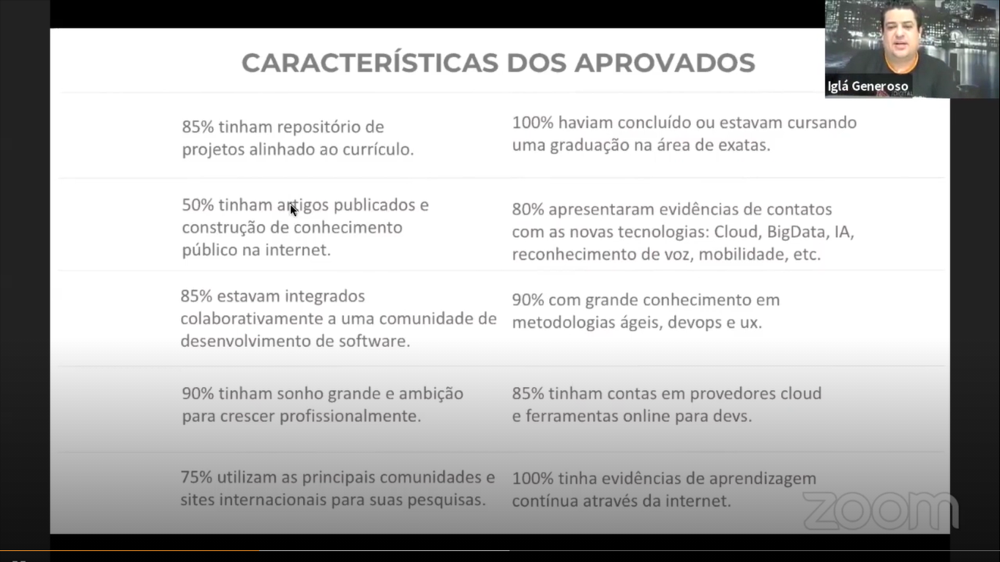 CARACTERÍSTICAS DOS APROVADOS
Iglá Generoso
85% tinham repositório de
projetos alinhado ao currículo.
100% haviam concluído ou estavam cursando
uma graduação na área de exatas.
50% tinham artigos publicados e
construção de conhecimento
público na internet.
80% apresentaram evidências de contatos
com as novas tecnologias: Cloud, BigData, IA,
reconhecimento de voz, mobilidade, etc.
85% estavam integrados
colaborativamente a uma comunidade de
desenvolvimento de software.
90% com grande conhecimento em
metodologias ágeis, devops e ux.
90% tinham sonho grande e ambição
para crescer profissionalmente.
85% tinham contas em provedores cloud
e ferramentas online para devs.
75% utilizam as principais comunidades e
sites internacionais para suas pesquisas.
100% tinha evidências de aprendizagem
contínua através da internet.
zoom